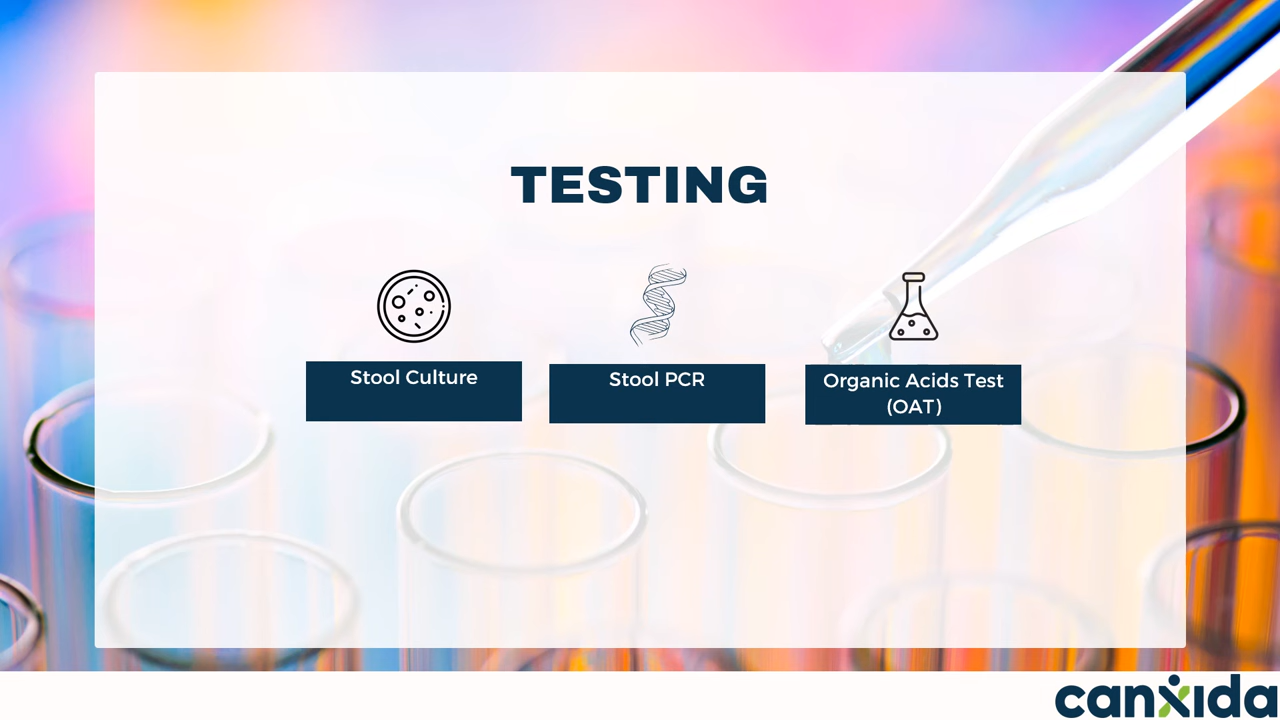 TESTING
Stool Culture
Stool PCR
Organic Acids Test
(OAT)
canxida